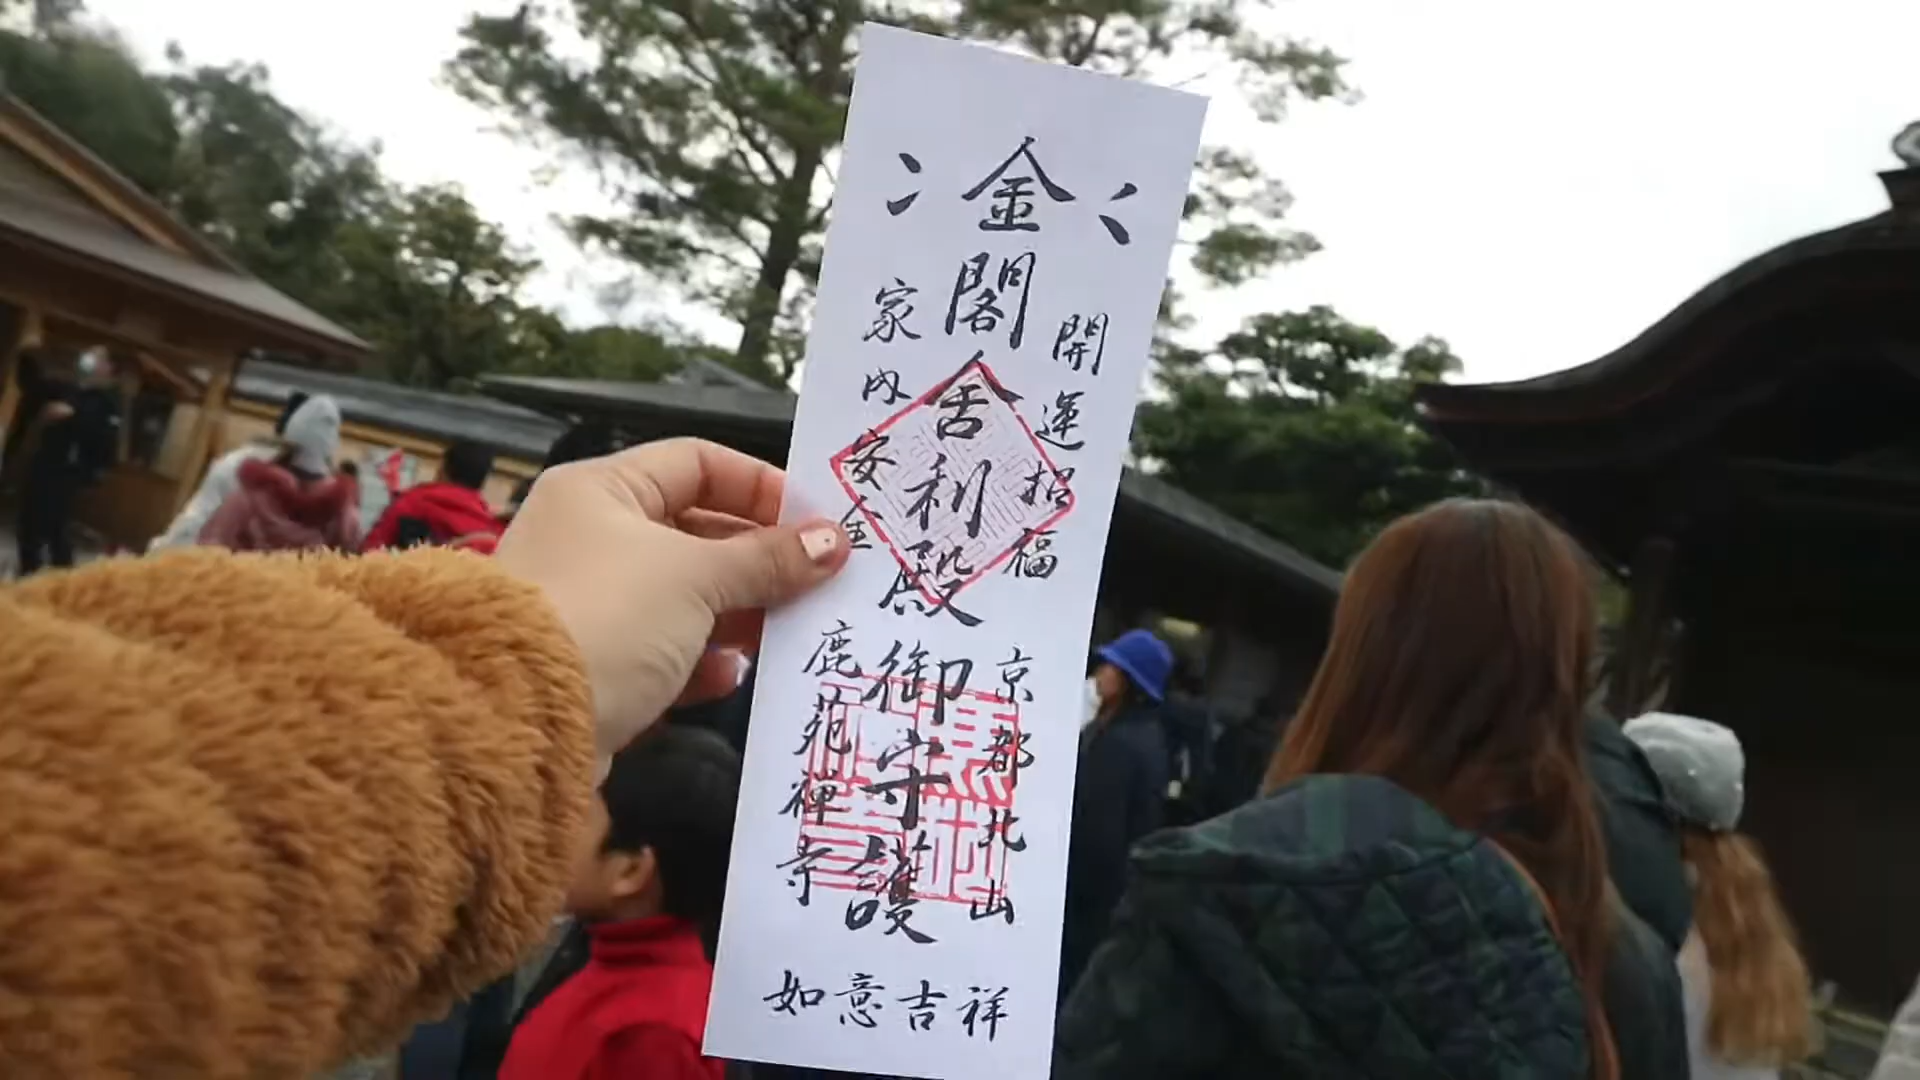 開運招福
京都北山
金閣舎利殿御守護
家内安全
鹿苑禅寺
如意吉祥